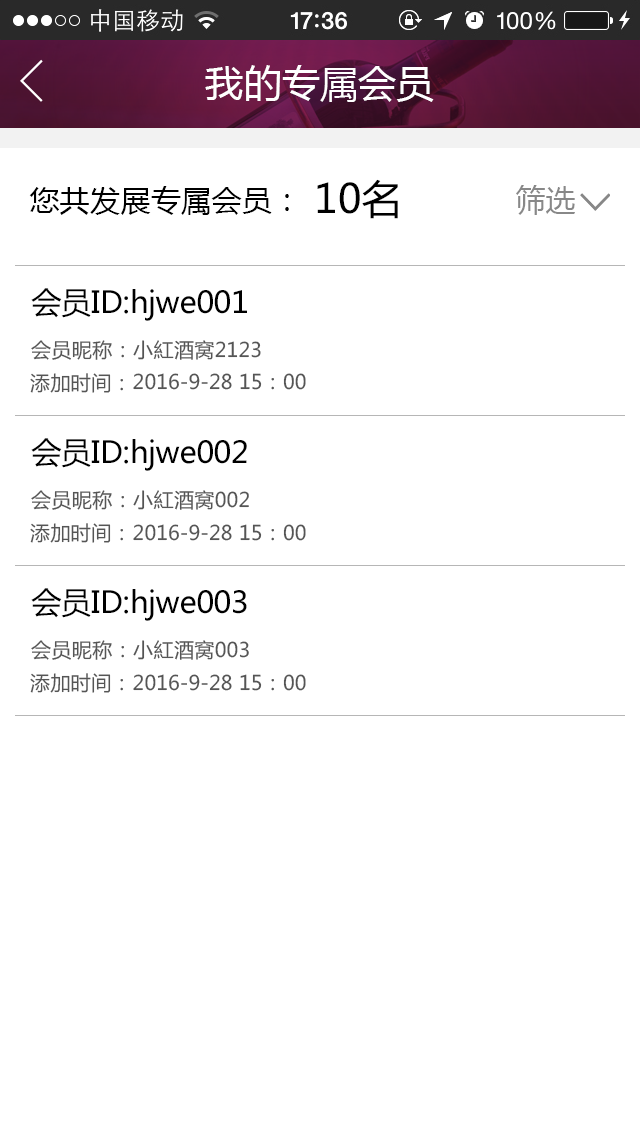 中国移动 17:36 100%
我的专属会员
您共发展专属会员： 10名 筛选
会员ID:hjwe001
会员昵称：小紅酒窝2123
添加时间：2016-9-28 15：00
会员ID:hjwe002
会员昵称：小紅酒窝002
添加时间：2016-9-28 15：00
会员ID:hjwe003
会员昵称：小紅酒窝003
添加时间：2016-9-28 15：00